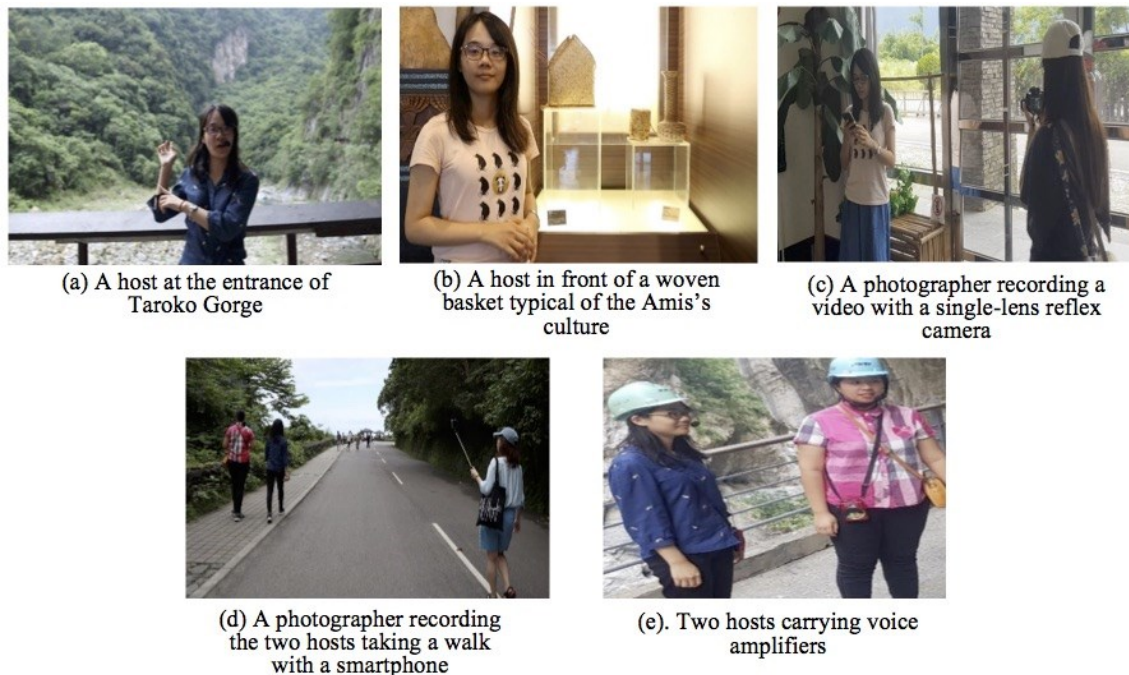 (a) A host at the entrance of
Taroko Gorge
(b) A host in front of a woven
basket typical of the Amis's
culture
(c) A photographer recording a
video with a single-lens reflex
camera
(d) A photographer recording
the two hosts taking a walk
with a smartphone
(e). Two hosts carrying voice
amplifiers